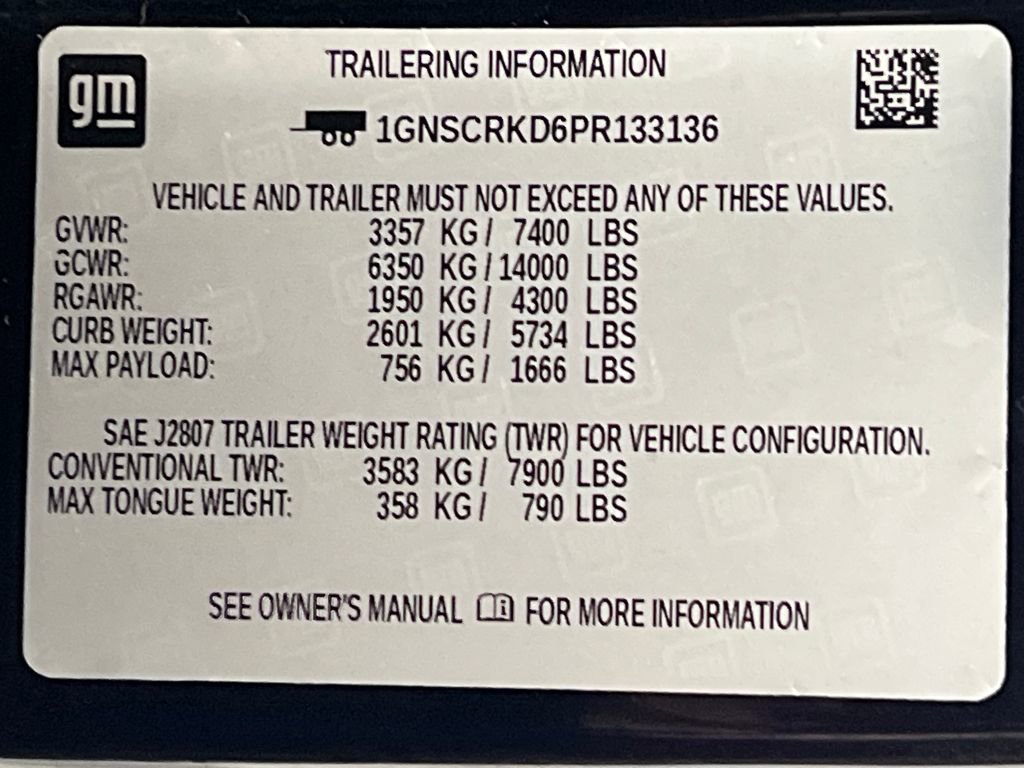 gm
TRAILERING INFORMATION
1GNSCRKD6PR133136
VEHICLE AND TRAILER MUST NOT EXCEED ANY OF THESE VALUES.
GVWR: 3357 KG / 7400 LBS
GCWR: 6350 KG / 14000 LBS
RGAWR: 1950 KG / 4300 LBS
CURB WEIGHT: 2601 KG / 5734 LBS
MAX PAYLOAD: 756 KG / 1666 LBS
SAE J2807 TRAILER WEIGHT RATING (TWR) FOR VEHICLE CONFIGURATION.
CONVENTIONAL TWR: 3583 KG / 7900 LBS
MAX TONGUE WEIGHT: 358 KG / 790 LBS
SEE OWNER'S MANUAL FOR MORE INFORMATION